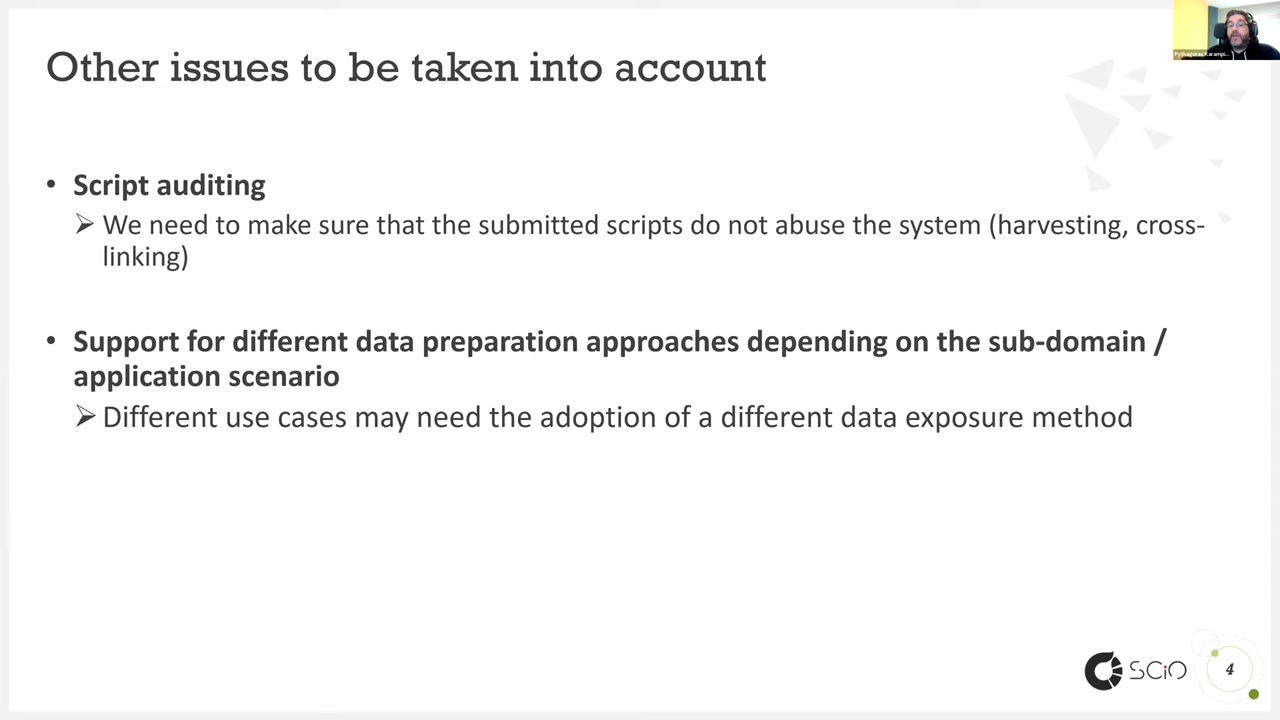 Other issues to be taken into account
Pythagoras Karampi...
• Script auditing
➢ We need to make sure that the submitted scripts do not abuse the system (harvesting, cross-
linking)
• Support for different data preparation approaches depending on the sub-domain /
application scenario
➢ Different use cases may need the adoption of a different data exposure method
SCiO
4